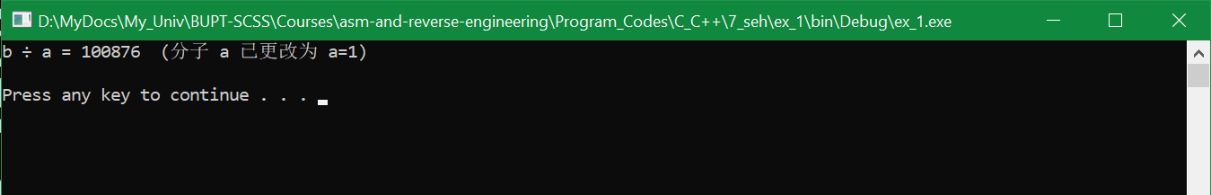 D:\MyDocs\My_Univ\BUPT-SCSS\Courses\asm-and-reverse-engineering\Program_Codes\C_C++\7_seh\ex_1\bin\Debug\ex_1.exe
b ÷ a = 100876  (分子 a 已更改为 a=1)
Press any key to continue . . .